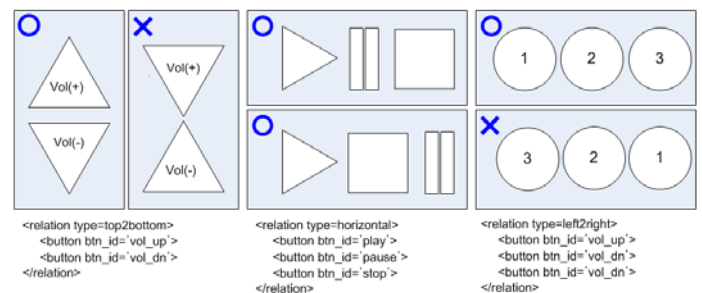 Vol(+)
Vol(-)
Vol(+)
Vol(-)
1 2 3
3 2 1
<relation type=top2bottom>
<button btn_id='vol_up'>
<button btn_id='vol_dn'>
</relation>
<relation type=horizontal>
<button btn_id='play'>
<button btn_id='pause'>
<button btn_id='stop'>
</relation>
<relation type=left2right>
<button btn_id='vol_up'>
<button btn_id='vol_dn'>
<button btn_id='vol_dn'>
</relation>